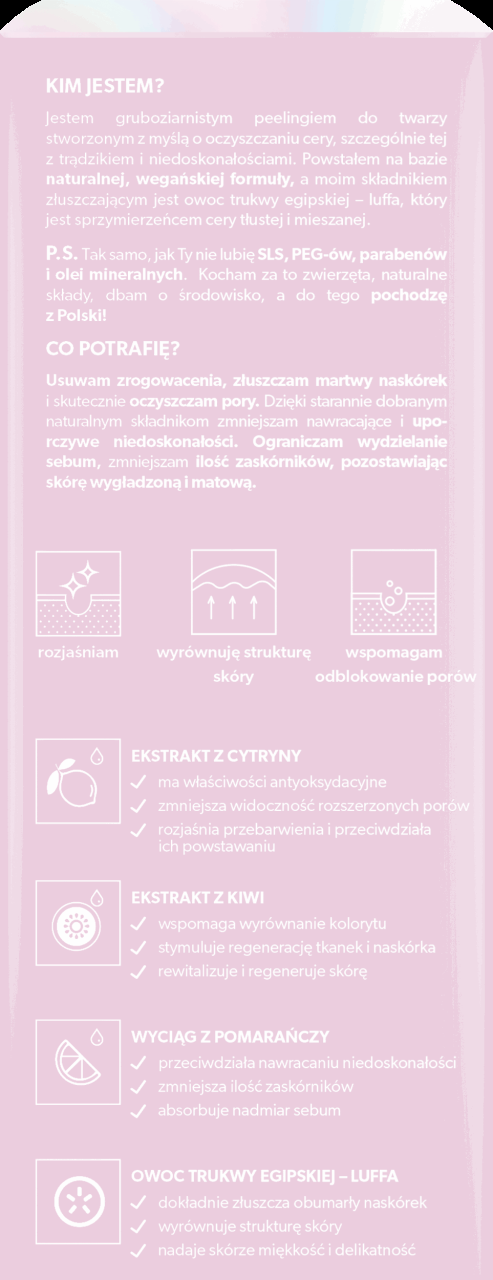 KIM JESTEM?
Jestem gruboziarnistym peelingiem do twarzy
stworzonym z myślą o oczyszczaniu cery, szczególnie tej
z trądzikiem i niedoskonałościami. Powstałem na bazie
naturalnej, wegańskiej formuły, a moim składnikiem
złuszczającym jest owoc trukwy egipskiej – luffa, który
jest sprzymierzeńcem cery tłustej i mieszanej.
P.S. Tak samo, jak Ty nie lubię SLS, PEG-ów, parabenów
i olei mineralnych. Kocham za to zwierzęta, naturalne
składy, dbam o środowisko, a do tego pochodzę
z Polski!
CO POTRAFIĘ?
Usuwam zrogowacenia, złuszczam martwy naskórek
i skutecznie oczyszczam pory. Dzięki starannie dobranym
naturalnym składnikom zmniejszam nawracające i upo-
rczywe niedoskonałości. Ograniczam wydzielanie
sebum, zmniejszam ilość zaskórników, pozostawiając
skórę wygładzoną i matową.
rozjaśniam
wyrównuję strukturę
skóry
wspomagam
odblokowanie porów
EKSTRAKT Z CYTRYNY
ma właściwości antyoksydacyjne
zmniejsza widoczność rozszerzonych porów
rozjaśnia przebarwienia i przeciwdziała
ich powstawaniu
EKSTRAKT Z KIWI
wspomaga wyrównanie kolorytu
stymuluje regenerację tkanek i naskórka
rewitalizuje i regeneruje skórę
WYCIĄG Z POMARAŃCZY
przeciwdziała nawracaniu niedoskonałości
zmniejsza ilość zaskórników
absorbuje nadmiar sebum
OWOC TRUKWY EGIPSKIEJ – LUFFA
dokładnie złuszcza obumarły naskórek
wyrównuje strukturę skóry
nadaje skórze miękkość i delikatność